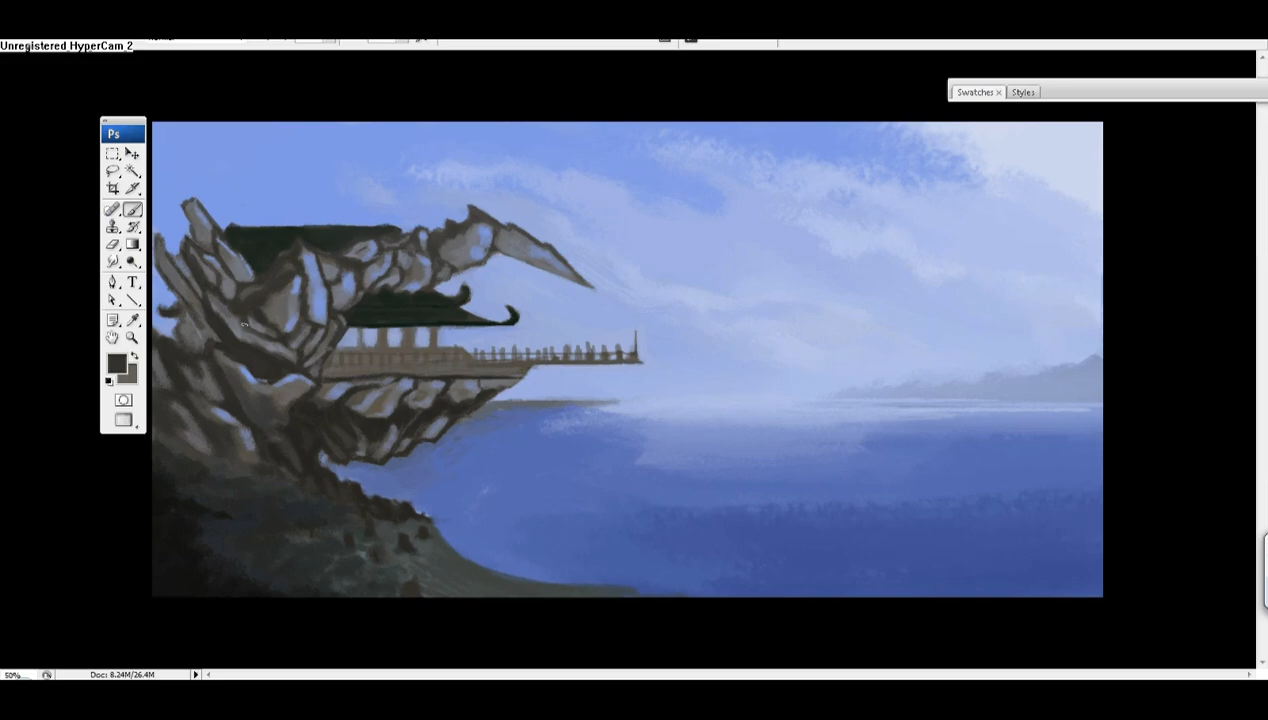 Unregistered HyperCam 2
Swatches x Styles
Ps
T
50%
Doc: 8.24M/26.4M